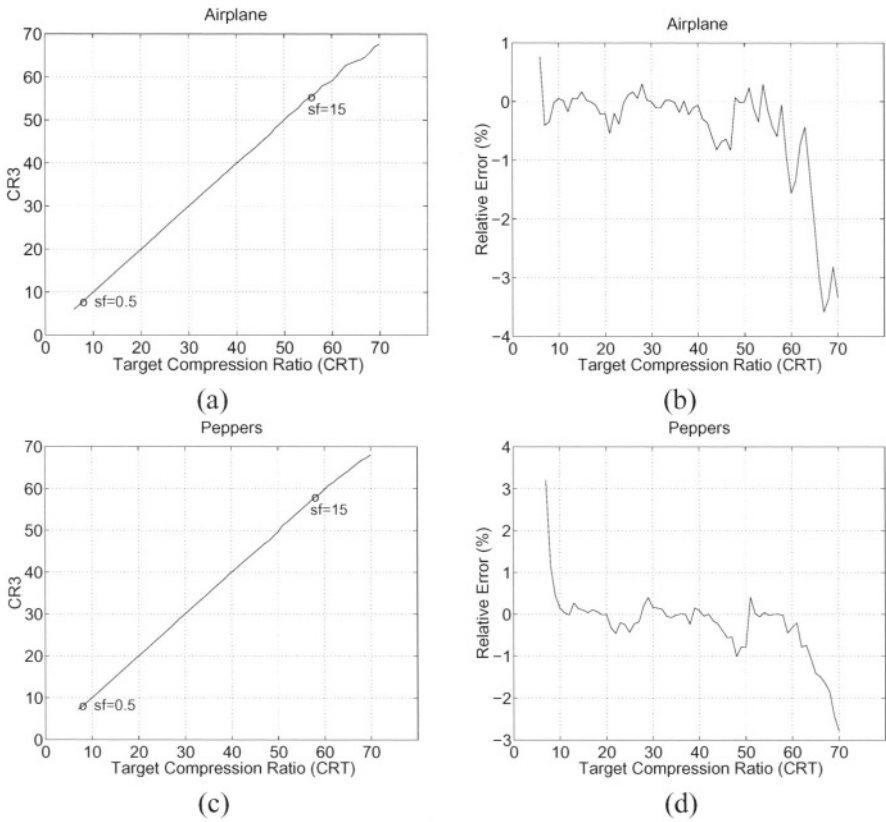 Airplane
70
60
50
40
30
20
10
0
CR3
sf=15
sf=0.5
0 10 20 30 40 50 60 70
Target Compression Ratio (CRT)
(a)
Airplane
1
0
−1
−2
−3
−4
Relative Error (%)
0 10 20 30 40 50 60 70
Target Compression Ratio (CRT)
(b)
Peppers
70
60
50
40
30
20
10
0
CR3
sf=15
sf=0.5
0 10 20 30 40 50 60 70
Target Compression Ratio (CRT)
(c)
Peppers
4
3
2
1
0
−1
−2
−3
Relative Error (%)
0 10 20 30 40 50 60 70
Target Compression Ratio (CRT)
(d)